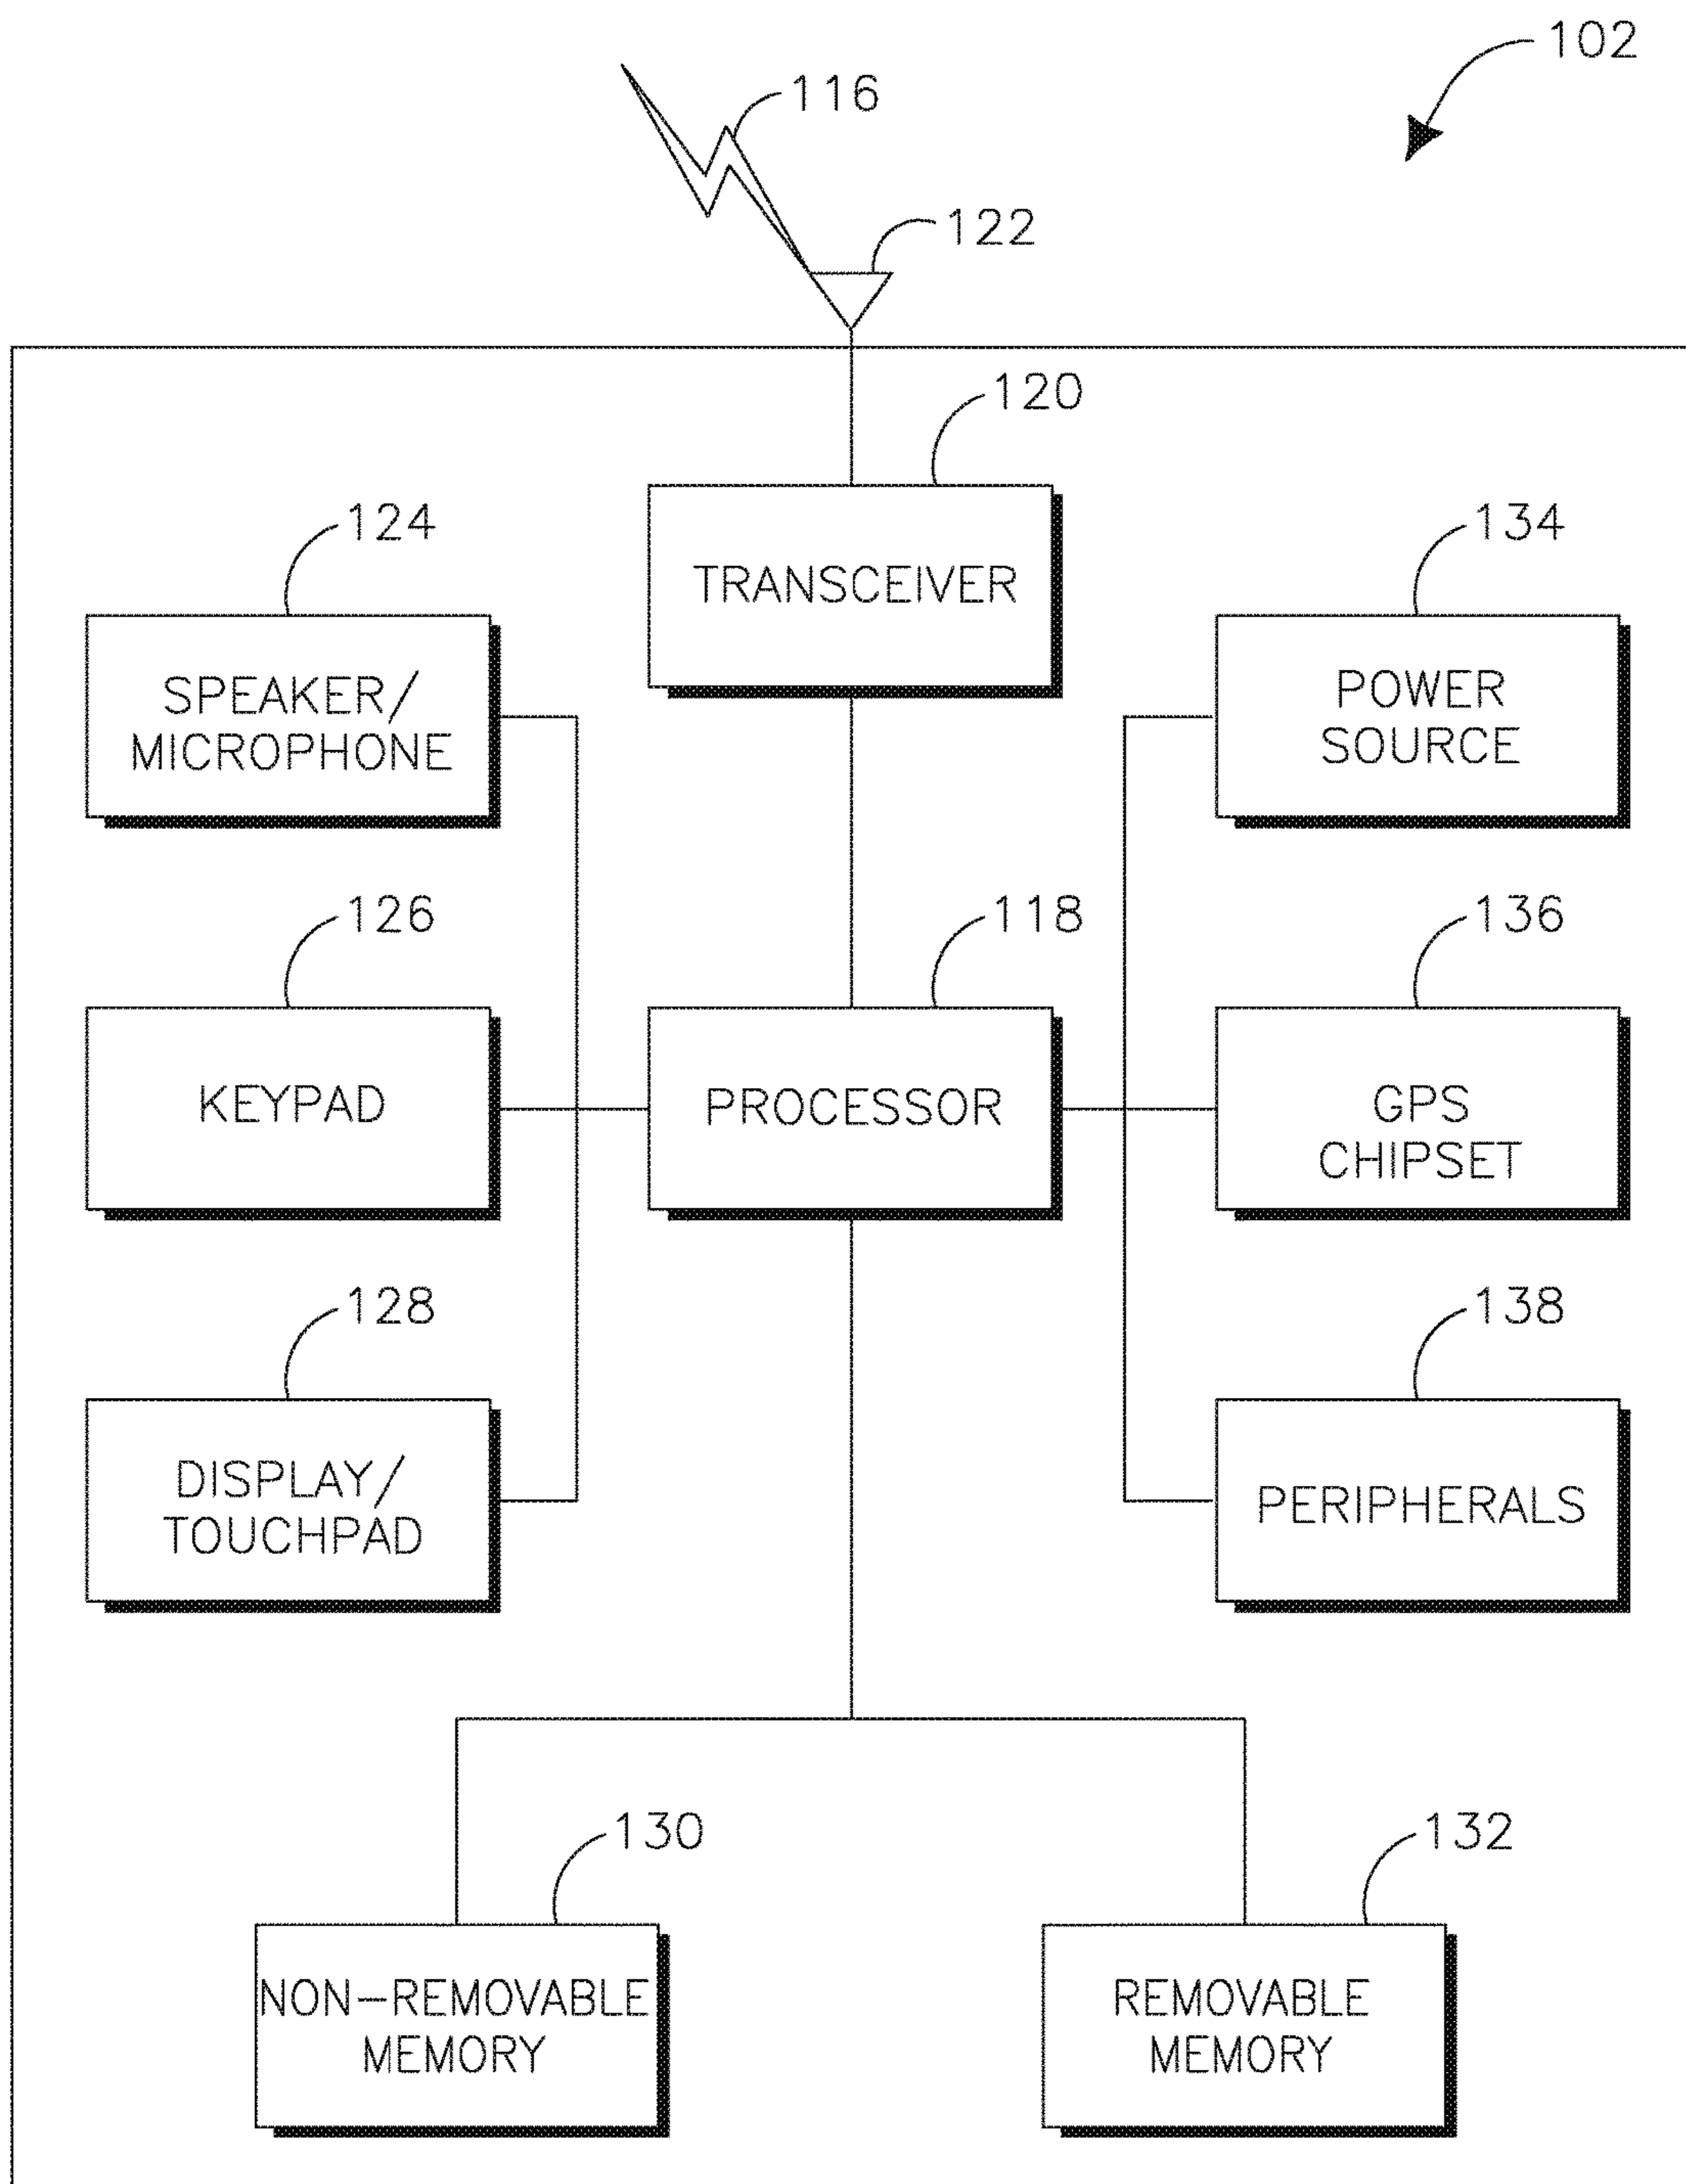 102
116
122
120
TRANSCEIVER
124
SPEAKER/
MICROPHONE
134
POWER
SOURCE
126
KEYPAD
118
PROCESSOR
136
GPS
CHIPSET
128
DISPLAY/
TOUCHPAD
138
PERIPHERALS
130
NON-REMOVABLE
MEMORY
132
REMOVABLE
MEMORY